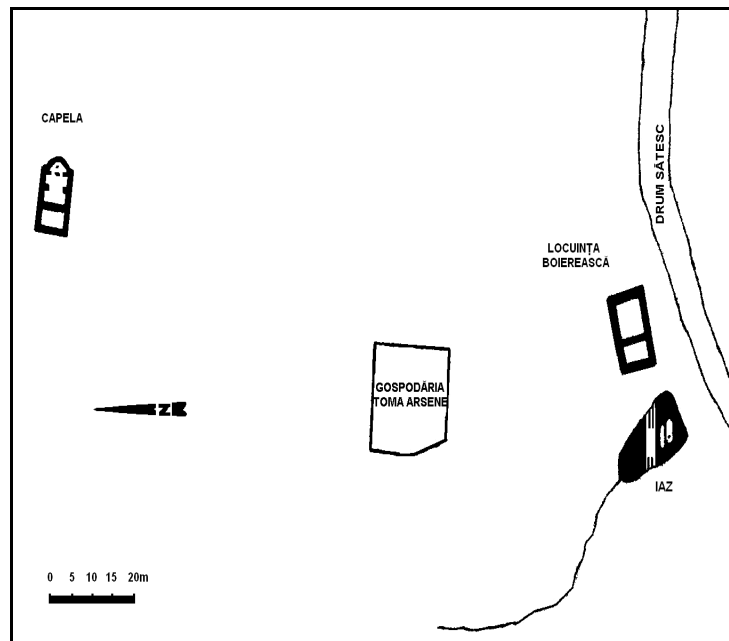 CAPELA
DRUM SĂTESC
LOCUINȚA
BOIEREASCĂ
GOSPODĂRIA
TOMA ARSENE
N
IAZ
0 5 10 15 20m